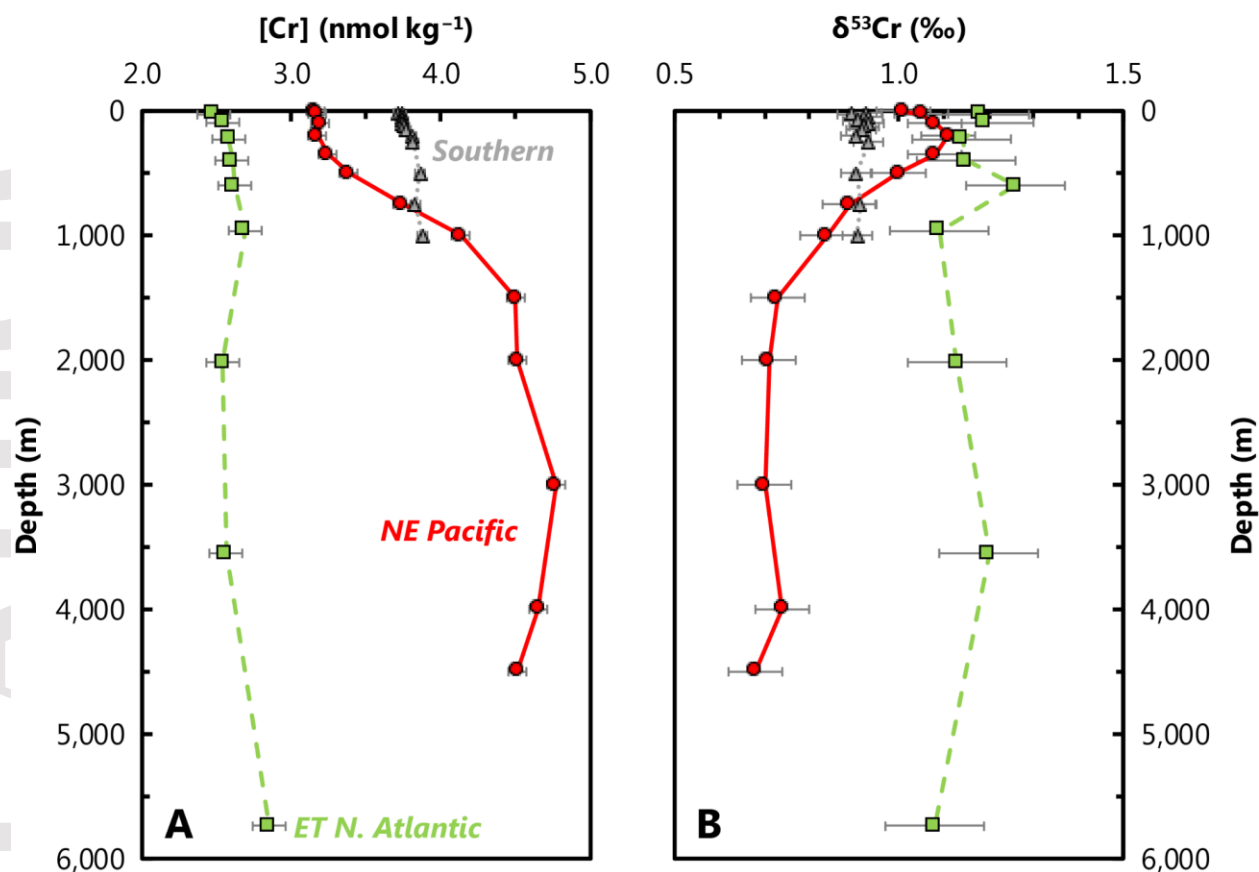 [Cr] (nmol kg⁻¹)
δ⁵³Cr (‰)
2.0 3.0 4.0 5.0
0.5 1.0 1.5
0
1,000
2,000
3,000
4,000
5,000
6,000
Depth (m)
Southern
NE Pacific
ET N. Atlantic
A
B
0
1,000
2,000
3,000
4,000
5,000
6,000
Depth (m)